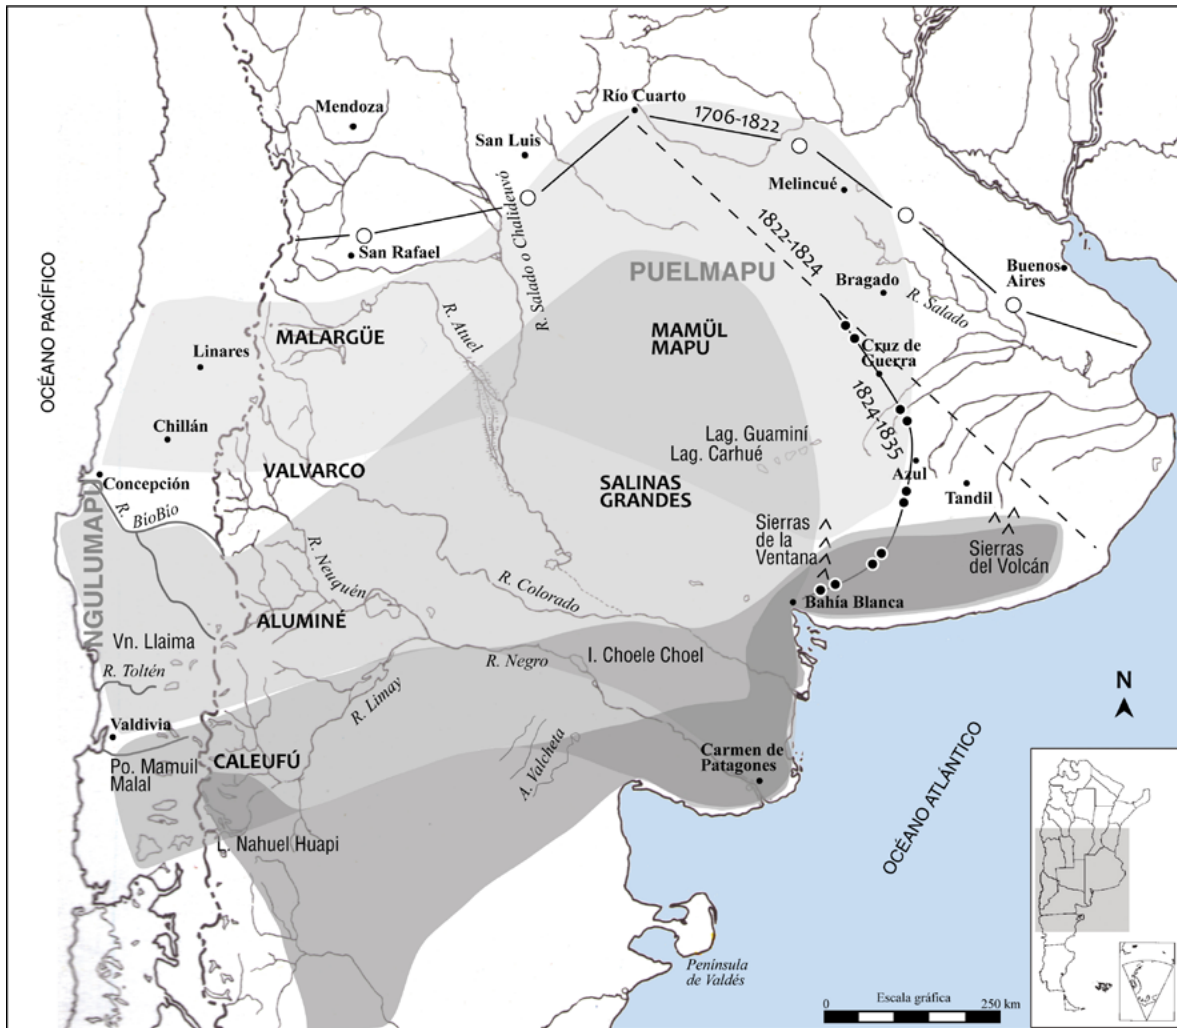 Río Cuarto
1706-1822
Mendoza
San Luis
Melincué
R. Salado o Chalideuvó
San Rafael
1822-1824
PUELMAPU
Bragado
Buenos
Aires
I.
R. Salado
OCÉANO PACÍFICO
MALARGÜE
R. Atuel
MAMÜL
MAPU
Linares
Cruz de
Guerra
1824-1835
Chillán
Lag. Guaminí
Lag. Carhué
VALVARCO
SALINAS
GRANDES
Azul
Tandil
Concepción
R. BioBio
NGULUMAPU
Sierras
de la
Ventana
Sierras
del Volcán
R. Neuquén
R. Colorado
Bahía Blanca
ALUMINÉ
Vn. Llaima
R. Toltén
R. Negro
I. Choele Choel
R. Limay
N
Valdivia
CALEUFÚ
Po. Mamuil
Malal
A. Valcheta
Carmen de
Patagones
OCÉANO ATLÁNTICO
L. Nahuel Huapi
Península
de Valdés
Escala gráfica
0
250 km